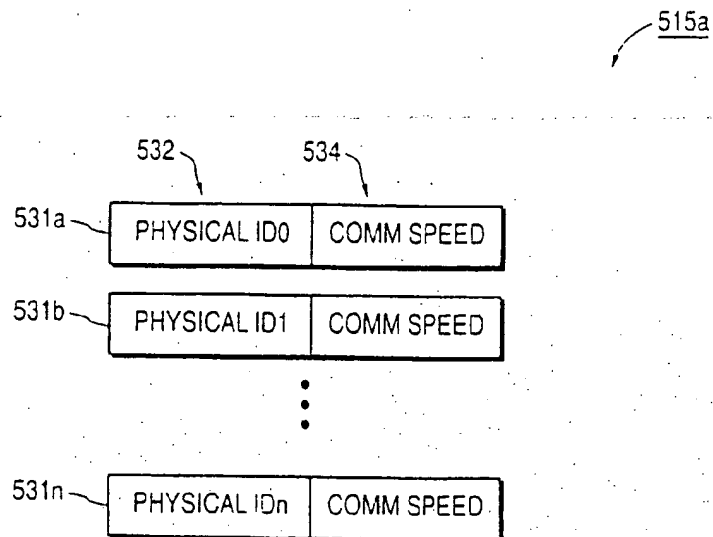 515a
532 534
531a PHYSICAL ID0 COMM SPEED
531b PHYSICAL ID1 COMM SPEED
531n PHYSICAL IDn COMM SPEED